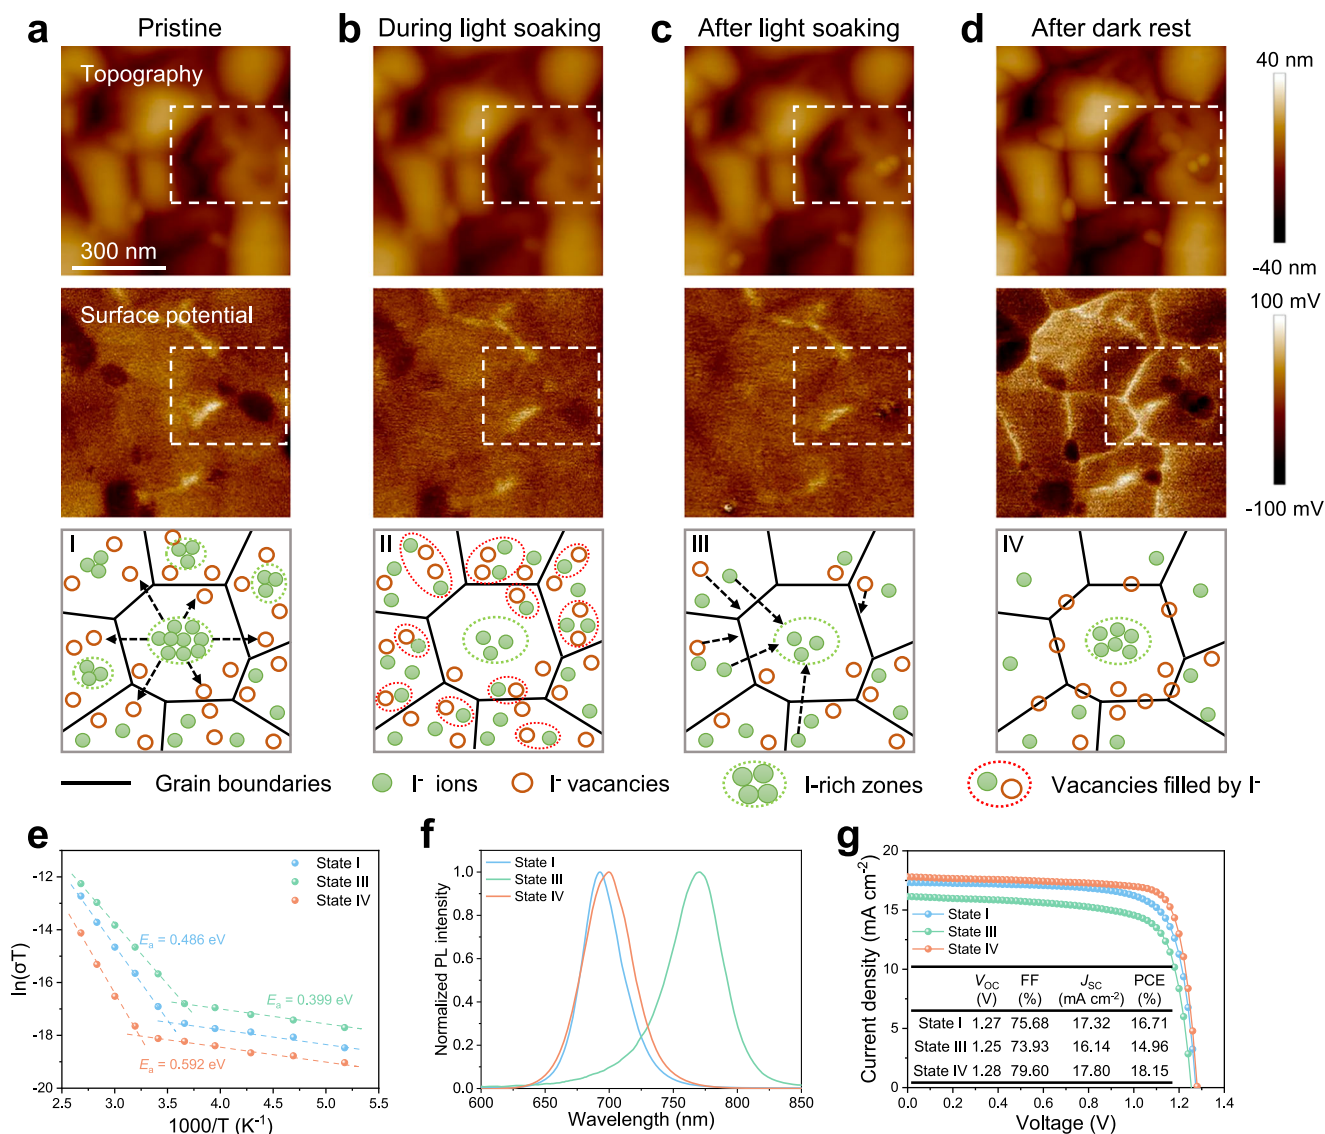 a Pristine b During light soaking c After light soaking d After dark rest
Topography
300 nm
40 nm
-40 nm
Surface potential
100 mV
-100 mV
I II III IV
Grain boundaries I⁻ ions I⁻ vacancies I-rich zones Vacancies filled by I⁻
e
State I
State III
State IV
Eₐ = 0.486 eV
Eₐ = 0.399 eV
Eₐ = 0.592 eV
ln(σT)
-12
-14
-16
-18
-20
2.5 3.0 3.5 4.0 4.5 5.0 5.5
1000/T (K⁻¹)
f
State I
State III
State IV
Normalized PL intensity
1.0
0.8
0.6
0.4
0.2
0.0
600 650 700 750 800 850
Wavelength (nm)
g
Current density (mA cm⁻²)
20
15
10
5
0
State I
State III
State IV
V_OC FF J_SC PCE
(V) (%) (mA cm⁻²) (%)
State I 1.27 75.68 17.32 16.71
State III 1.25 73.93 16.14 14.96
State IV 1.28 79.60 17.80 18.15
0.0 0.2 0.4 0.6 0.8 1.0 1.2 1.4
Voltage (V)